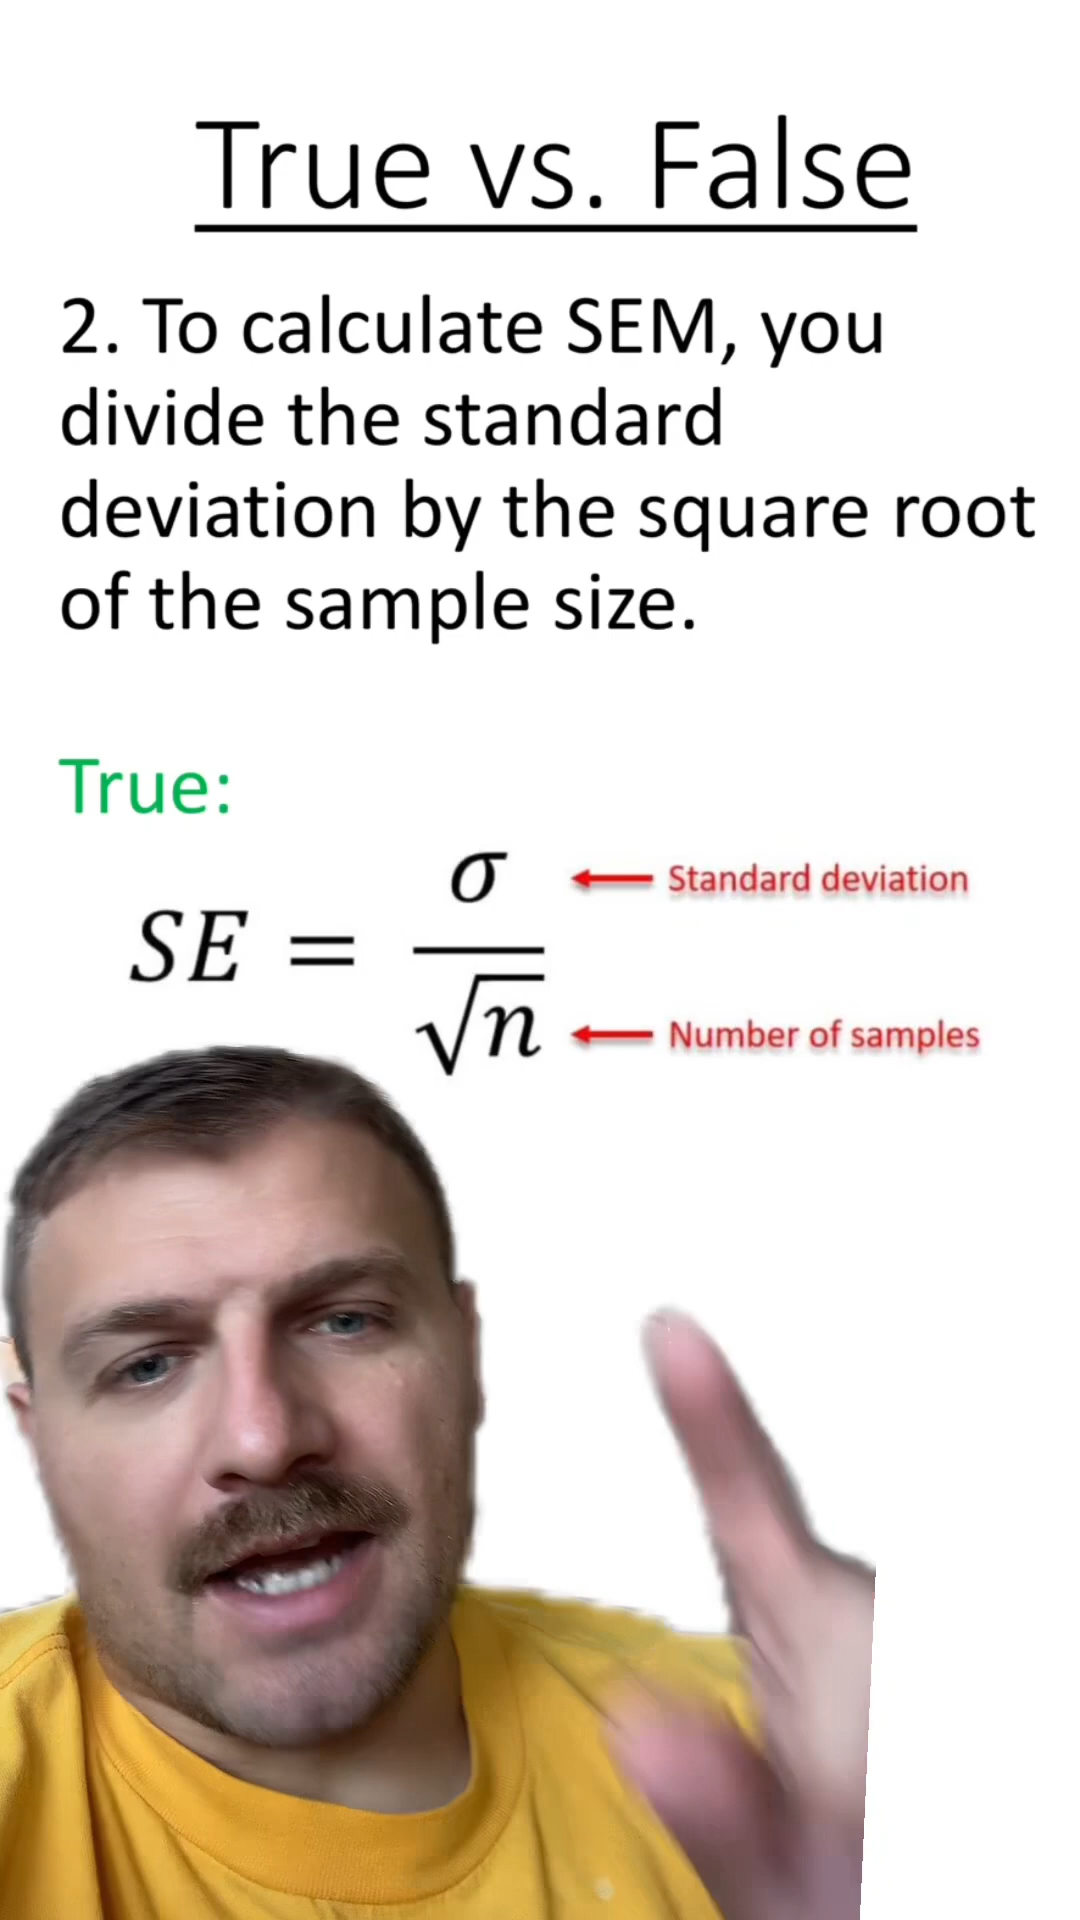 True vs. False
2. To calculate SEM, you
divide the standard
deviation by the square root
of the sample size.
True:
SE = σ / √n
Standard deviation
Number of samples